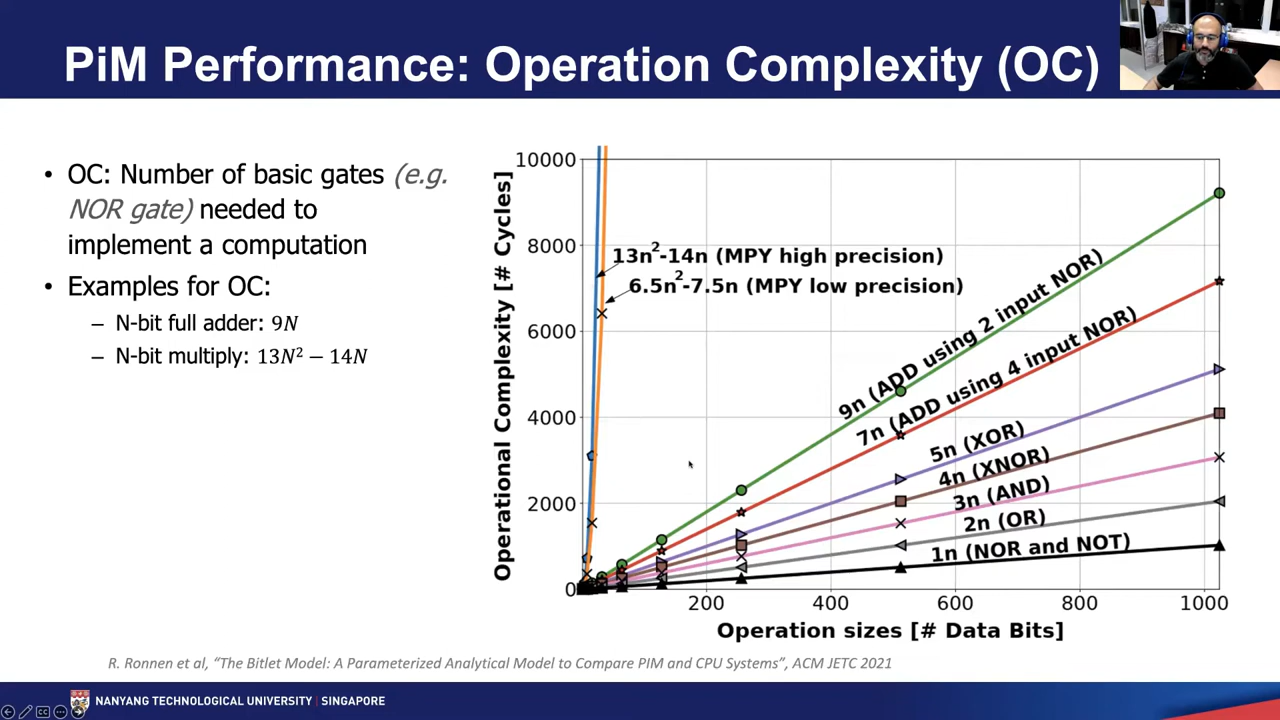 PiM Performance: Operation Complexity (OC)
• OC: Number of basic gates (e.g.
NOR gate) needed to
implement a computation
• Examples for OC:
– N-bit full adder: 9N
– N-bit multiply: 13N² − 14N
Operational Complexity [# Cycles]
10000
8000
6000
4000
2000
0
13n²-14n (MPY high precision)
6.5n²-7.5n (MPY low precision)
9n (ADD using 2 input NOR)
7n (ADD using 4 input NOR)
5n (XOR)
4n (XNOR)
3n (AND)
2n (OR)
1n (NOR and NOT)
200 400 600 800 1000
Operation sizes [# Data Bits]
R. Ronnen et al, “The Bitlet Model: A Parameterized Analytical Model to Compare PIM and CPU Systems”, ACM JETC 2021
NANYANG TECHNOLOGICAL UNIVERSITY | SINGAPORE